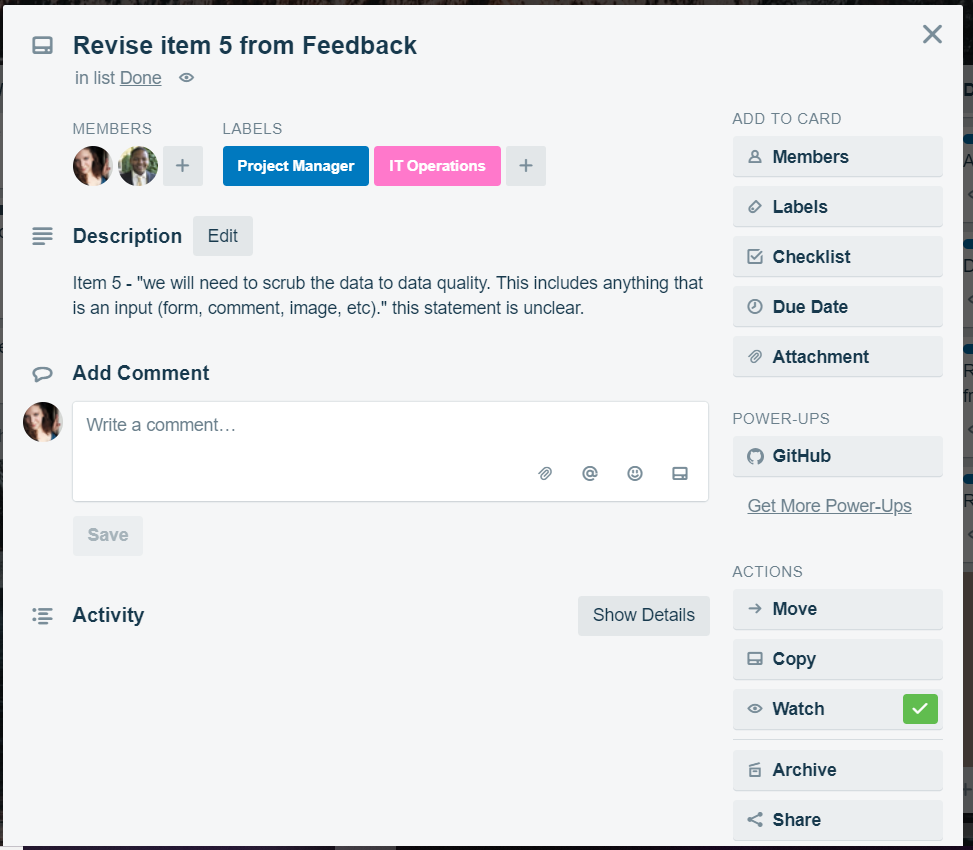 Revise item 5 from Feedback
in list Done
MEMBERS
LABELS
Project Manager
IT Operations
Description
Edit
Item 5 - "we will need to scrub the data to data quality. This includes anything that
is an input (form, comment, image, etc)." this statement is unclear.
Add Comment
Write a comment…
Save
Activity
Show Details
ADD TO CARD
Members
Labels
Checklist
Due Date
Attachment
POWER-UPS
GitHub
Get More Power-Ups
ACTIONS
Move
Copy
Watch
Archive
Share